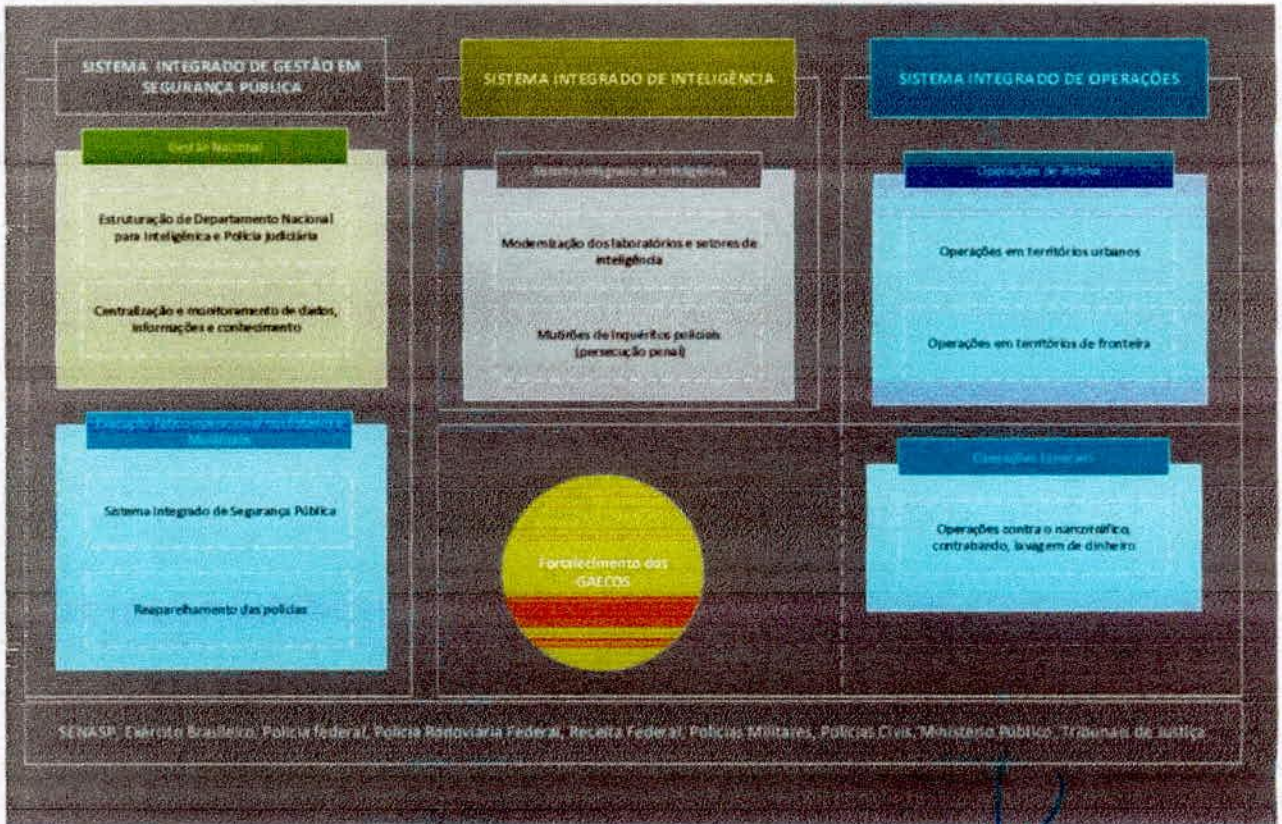 SISTEMA INTEGRADO DE GESTÃO EM
SEGURANÇA PÚBLICA
Gestão Nacional
Estruturação de Departamento Nacional
para Inteligênica e Polícia judiciária
Centralização e monitoramento de dados,
informações e conhecimento
Sistema Integrado de Segurança Pública
Reaparelhamento das polícias
SISTEMA INTEGRADO DE INTELIGÊNCIA
Sistema Integrado de Inteligência
Modernização dos laboratórios e setores de
inteligência
Mutirões de inquéritos policiais
(persecução penal)
Fortalecimento dos
GAECOS
SISTEMA INTEGRADO DE OPERAÇÕES
Operações de Rotina
Operações em territórios urbanos
Operações em territórios de fronteira
Operações
Operações contra o narcotráfico,
contrabando, lavagem de dinheiro
SENASP, Exército Brasileiro, Polícia federal, Polícia Rodoviaria Federal, Receita Federal, Polícias Militares, Polícias Civis, Ministério Público, Tribunais de Justiça